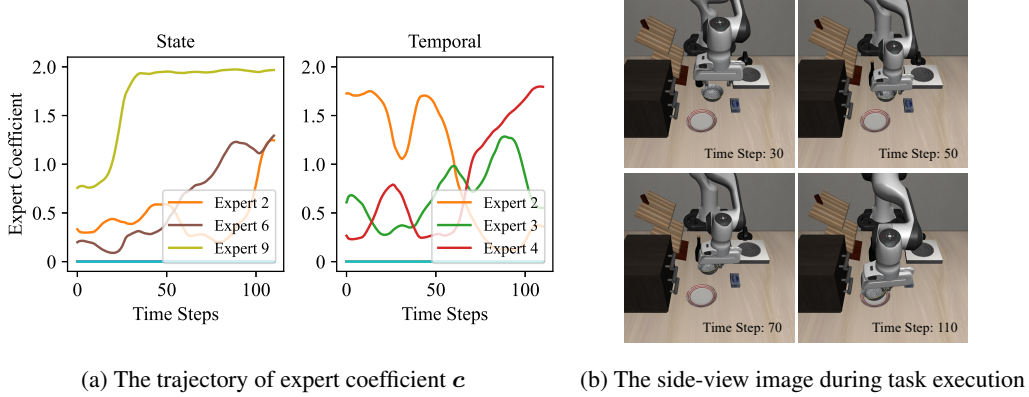 State
Temporal
Expert Coefficient
2.0
1.5
1.0
0.5
0
Expert 2
Expert 6
Expert 9
0
50
100
Time Steps
2.0
1.5
1.0
0.5
0
Expert 2
Expert 3
Expert 4
0
50
100
Time Steps
(a) The trajectory of expert coefficient c
Time Step: 30
Time Step: 50
Time Step: 70
Time Step: 110
(b) The side-view image during task execution